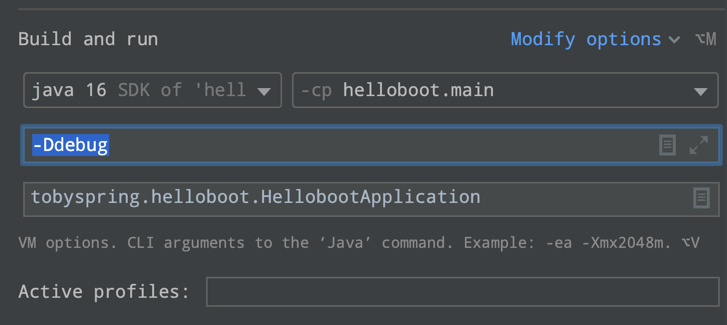 Build and run
Modify options ⌥M
java 16 SDK of 'hell
-cp helloboot.main
-Ddebug
tobyspring.helloboot.HellobootApplication
VM options. CLI arguments to the ‘Java’ command. Example: -ea -Xmx2048m. ⌥V
Active profiles: